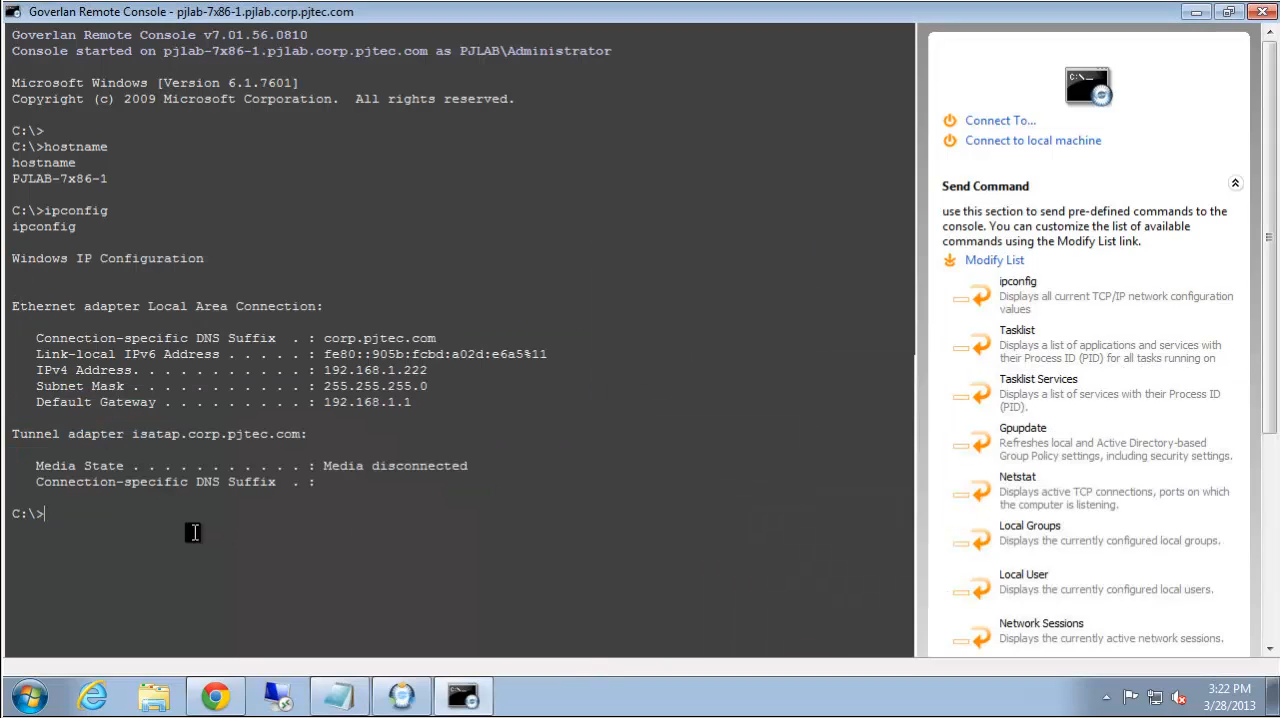 Goverlan Remote Console - pjlab-7x86-1.pjlab.corp.pjtec.com
Goverlan Remote Console v7.01.56.0810
Console started on pjlab-7x86-1.pjlab.corp.pjtec.com as PJLAB\Administrator
Microsoft Windows [Version 6.1.7601]
Copyright (c) 2009 Microsoft Corporation.  All rights reserved.
C:\>
C:\>hostname
hostname
PJLAB-7x86-1
C:\>ipconfig
ipconfig
Windows IP Configuration
Ethernet adapter Local Area Connection:
Connection-specific DNS Suffix  . : corp.pjtec.com
Link-local IPv6 Address . . . . . : fe80::905b:fcbd:a02d:e6a5%11
IPv4 Address. . . . . . . . . . . : 192.168.1.222
Subnet Mask . . . . . . . . . . . : 255.255.255.0
Default Gateway . . . . . . . . . : 192.168.1.1
Tunnel adapter isatap.corp.pjtec.com:
Media State . . . . . . . . . . . : Media disconnected
Connection-specific DNS Suffix  . :
C:\>
C:\
Connect To...
Connect to local machine
Send Command
use this section to send pre-defined commands to the
console. You can customize the list of available
commands using the Modify List link.
Modify List
ipconfig
Displays all current TCP/IP network configuration
values
Tasklist
Displays a list of applications and services with
their Process ID (PID) for all tasks running on
Tasklist Services
Displays a list of services with their Process ID
(PID).
Gpupdate
Refreshes local and Active Directory-based
Group Policy settings, including security settings.
Netstat
Displays active TCP connections, ports on which
the computer is listening.
Local Groups
Displays the currently configured local groups.
Local User
Displays the currently configured local users.
Network Sessions
Displays the currently active network sessions.
3:22 PM
3/28/2013